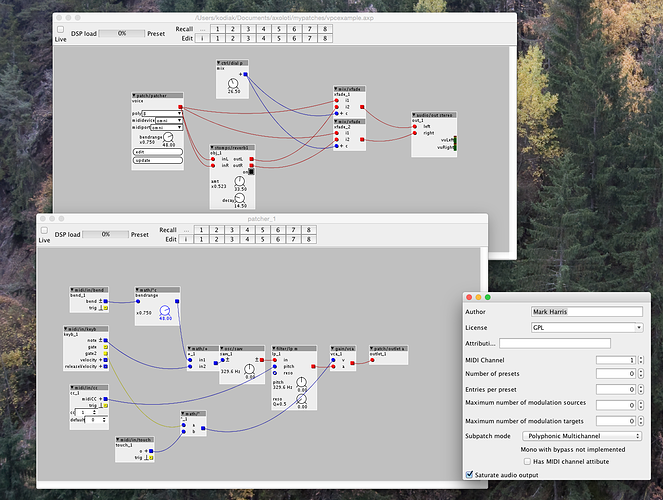 /Users/kodiak/Documents/axoloti/mypatches/vpcexample.axp
Live
DSP load 0% Preset
Recall ... 1 2 3 4 5 6 7 8
Edit i 1 2 3 4 5 6 7 8
ctrl/dial p
mix
26.50
patch/patcher
voice
poly 8
mididevice omni
midiport omni
bendrange
x0.750
48.00
edit
update
obj_1
inL outL
inR outR
on
amt
x0.523
33.50
decay
14.50
mix/xfade
xfade_1
i1 o
i2
c
mix/xfade
xfade_2
i1 o
i2
c
audio/out stereo
out_1
left
right
vuLeft
vuRight
patcher_1
Live
DSP load 0% Preset
Recall ... 1 2 3 4 5 6 7 8
Edit i 1 2 3 4 5 6 7 8
midi/in/bend
bend_1
bend
trig
math/*c
bendrange
x0.750
48.00
midi/in/keyb
keyb_1
note
gate
gate2
velocity
releaseVelocity
math/+
in1
in2
329.6 Hz
0.00
filter/lp m
lp_1
in
pitch
reso
pitch
329.6 Hz
0.00
reso
Q=0.5
0.00
gain/vca
vca_1
v
a
patch/outlet a
outlet_1
midi/in/cc
cc_1
midiCC
trig
cc 1
default 0
math/*
*_1
a
b
midi/in/touch
touch_1
o
trig
Author Mark Harris
License GPL
Attributi...
MIDI Channel 1
Number of presets 0
Entries per preset 0
Maximum number of modulation sources 0
Maximum number of modulation targets 0
Subpatch mode Polyphonic Multichannel
Mono with bypass not implemented
Has MIDI channel attibute
Saturate audio output